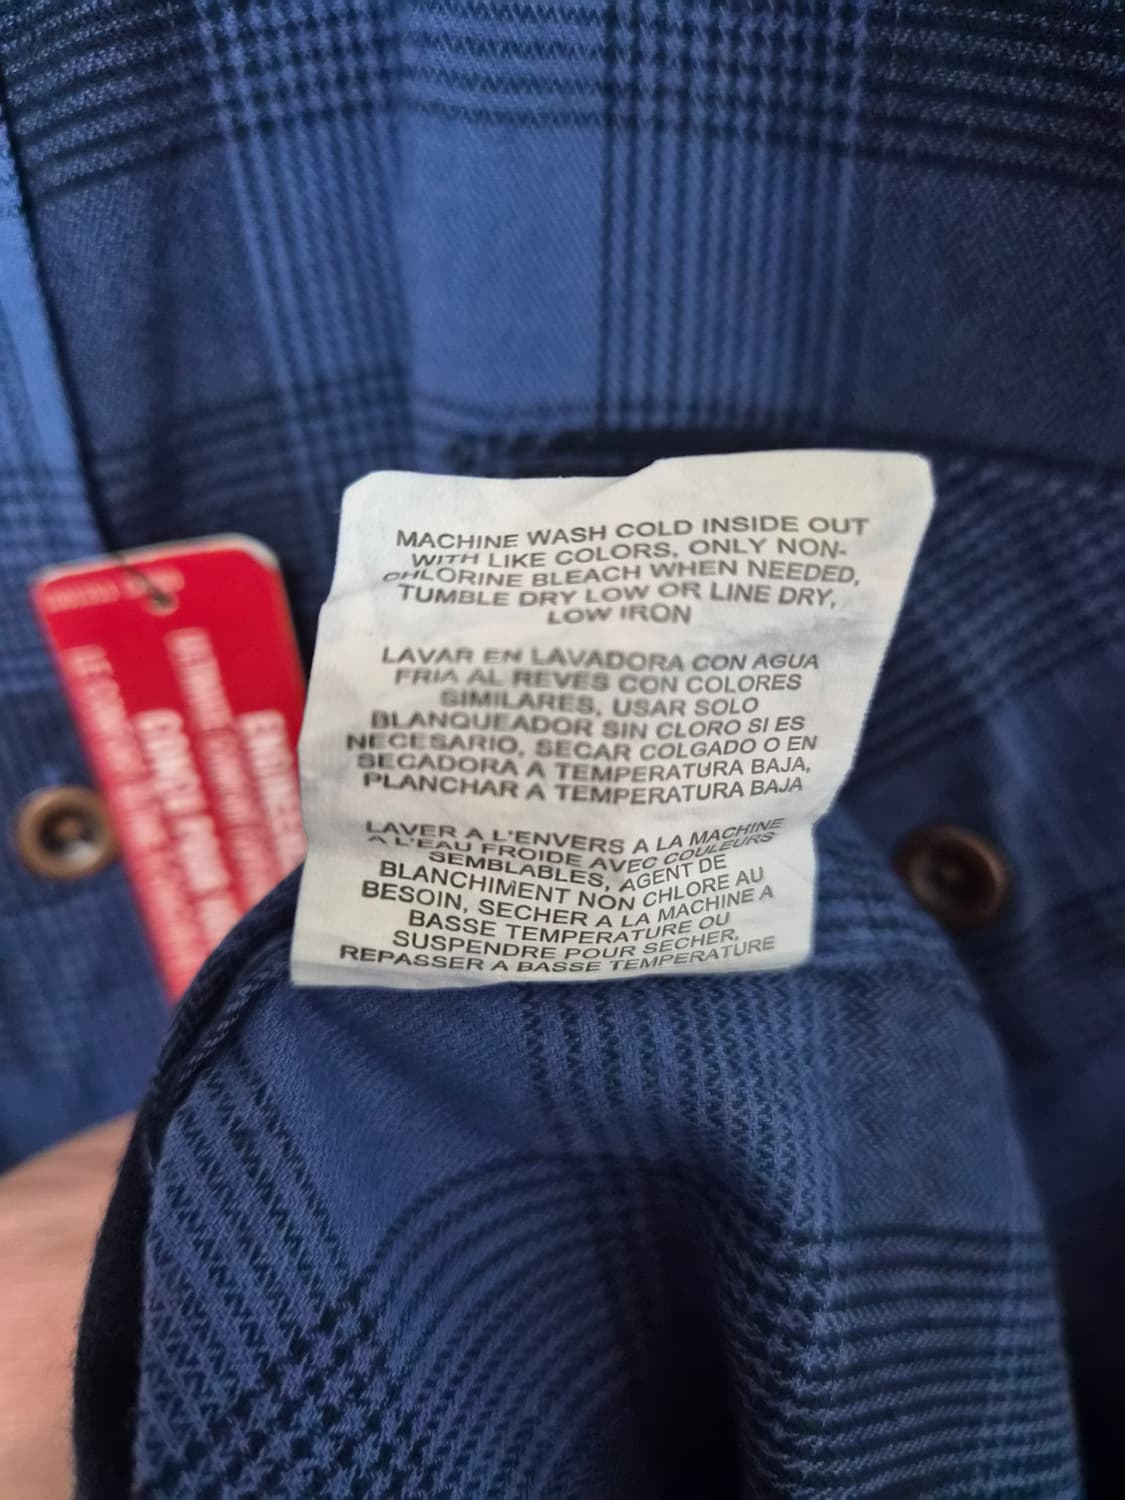 MACHINE WASH COLD INSIDE OUT
WITH LIKE COLORS, ONLY NON-
CHLORINE BLEACH WHEN NEEDED,
TUMBLE DRY LOW OR LINE DRY,
LOW IRON
LAVAR EN LAVADORA CON AGUA
FRIA AL REVES CON COLORES
SIMILARES, USAR SOLO
BLANQUEADOR SIN CLORO SI ES
NECESARIO, SECAR COLGADO O EN
SECADORA A TEMPERATURA BAJA,
PLANCHAR A TEMPERATURA BAJA
LAVER A L'ENVERS A LA MACHINE
A L'EAU FROIDE AVEC COULEURS
SEMBLABLES, AGENT DE
BLANCHIMENT NON CHLORE AU
BESOIN, SECHER A LA MACHINE A
BASSE TEMPERATURE OU
SUSPENDRE POUR SECHER,
REPASSER A BASSE TEMPERATURE